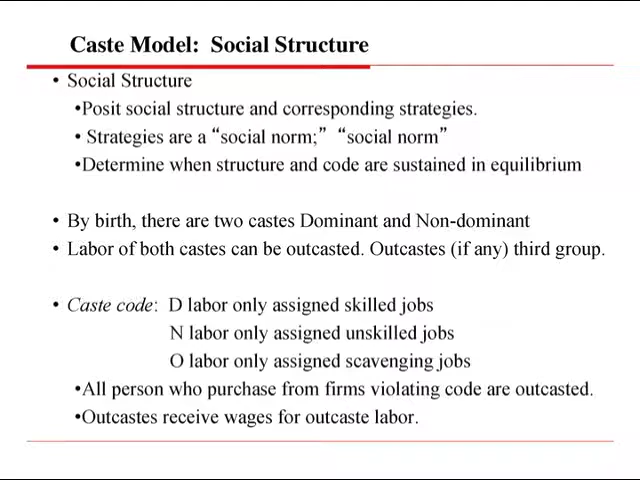 Caste Model: Social Structure
• Social Structure
•Posit social structure and corresponding strategies.
• Strategies are a “social norm;” “social norm”
•Determine when structure and code are sustained in equilibrium
• By birth, there are two castes Dominant and Non-dominant
• Labor of both castes can be outcasted. Outcastes (if any) third group.
• Caste code: D labor only assigned skilled jobs
N labor only assigned unskilled jobs
O labor only assigned scavenging jobs
•All person who purchase from firms violating code are outcasted.
•Outcastes receive wages for outcaste labor.